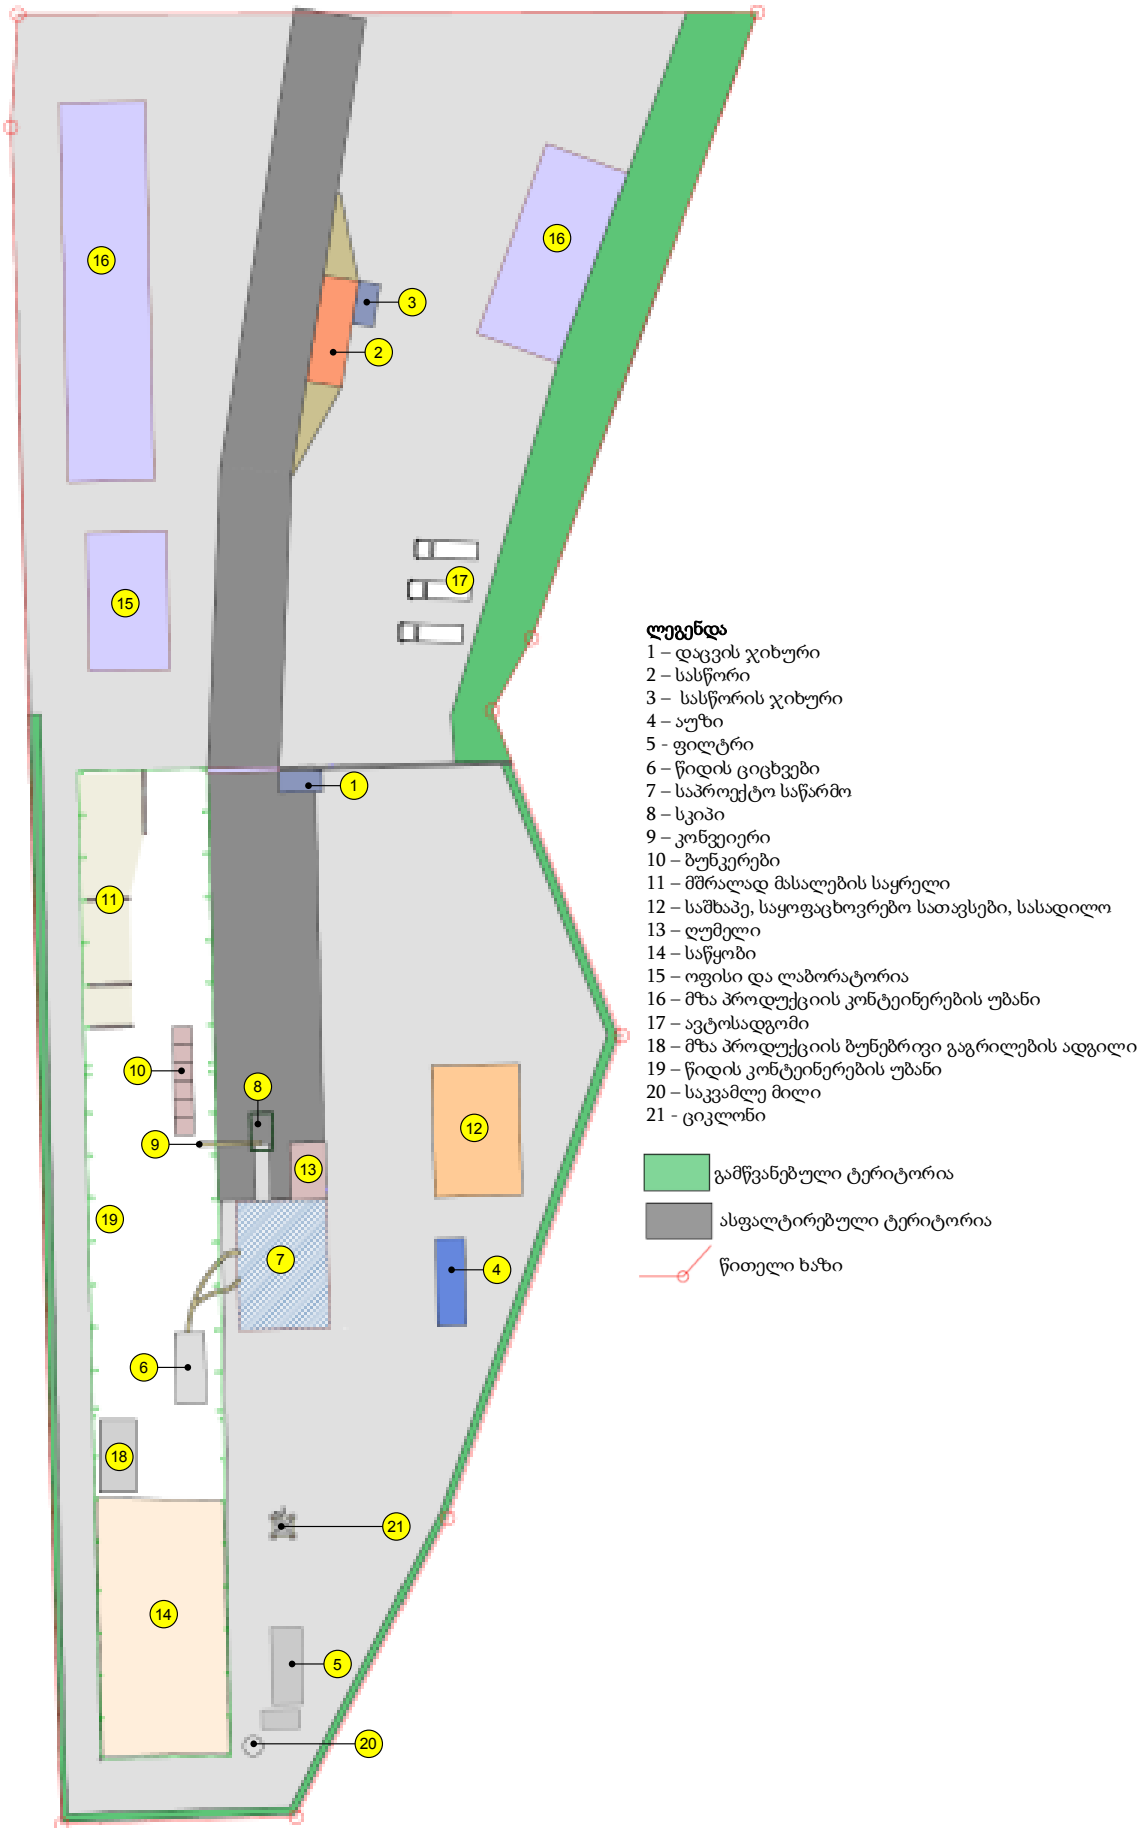 16
16
3
2
17
15
1
11
10
8
9
12
13
19
7
4
6
18
21
14
5
20
ლეგენდა
1 – დაცვის ჯიხური
2 – სასწორი
3 –  სასწორის ჯიხური
4 – აუზი
5 - ფილტრი
6 – წიდის ციცხვები
7 – საპროექტო საწარმო
8 – სკიპი
9 – კონვეიერი
10 – ბუნკერები
11 – მშრალად მასალების საყრელი
12 – საშხაპე, საყოფაცხოვრებო სათავსები, სასადილო
13 – ღუმელი
14 – საწყობი
15 – ოფისი და ლაბორატორია
16 – მზა პროდუქციის კონტეინერების უბანი
17 – ავტოსადგომი
18 – მზა პროდუქციის ბუნებრივი გაგრილების ადგილი
19 – წიდის კონტეინერების უბანი
20 – საკვამლე მილი
21 - ციკლონი
გამწვანებული ტერიტორია
ასფალტირებული ტერიტორია
წითელი ხაზი